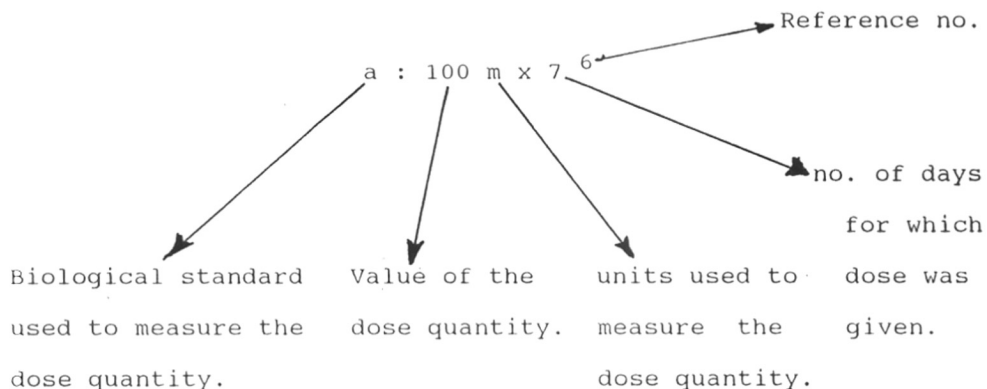 Reference no.
a : 100 m x 7 6
no. of days
for which
Biological standard Value of the units used to dose was
used to measure the dose quantity. measure the given.
dose quantity. dose quantity.